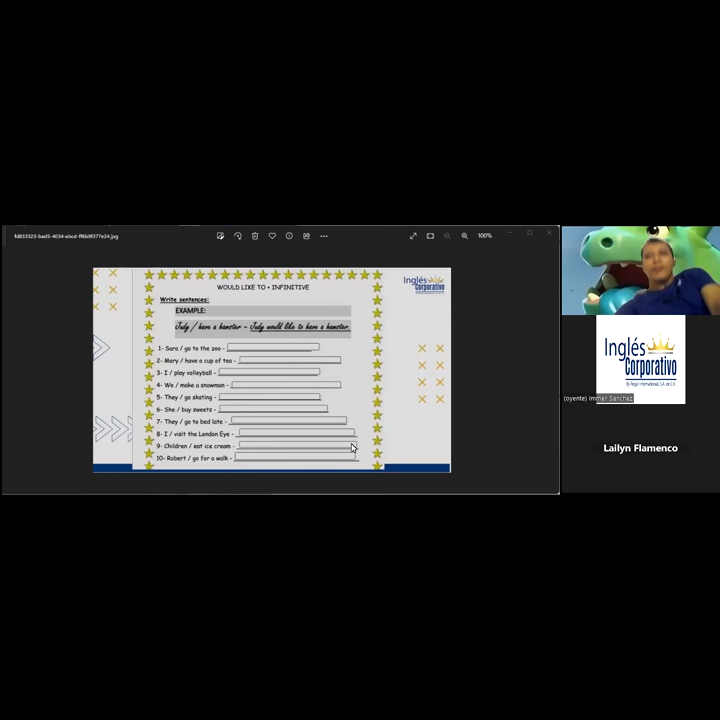 100%
WOULD LIKE TO + INFINITIVE
Write sentences:
EXAMPLE:
Judy / have a hamster – Judy would like to have a hamster.
1- Sara / go to the zoo -
2- Mary / have a cup of tea -
3- I / play volleyball -
4- We / make a snowman -
5- They / go skating -
6- She / buy sweets -
7- They / go to bed late -
8- I / visit the London Eye -
9- Children / eat ice cream -
10- Robert / go for a walk -
Inglés
Corporativo
Inglés
Corporativo
(oyente) Immer Sanchez
Lailyn Flamenco